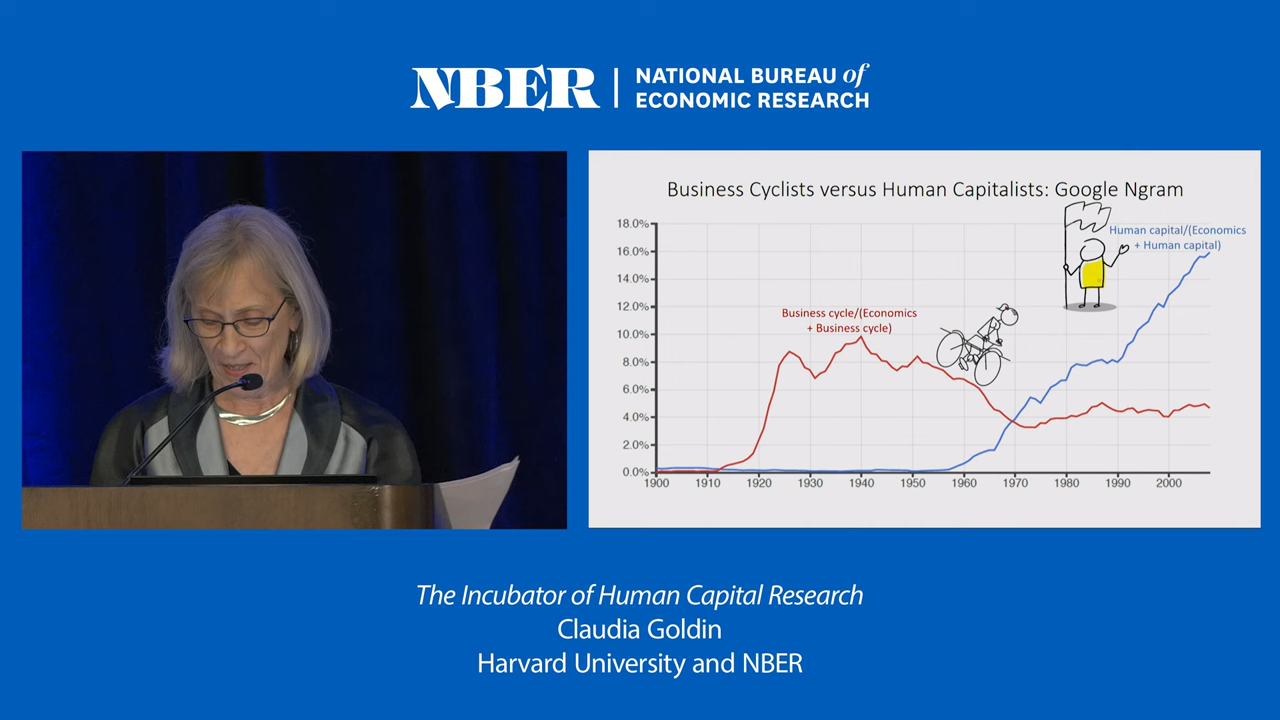 NBER
NATIONAL BUREAU of
ECONOMIC RESEARCH
Business Cyclists versus Human Capitalists: Google Ngram
18.0%
16.0%
14.0%
12.0%
10.0%
8.0%
6.0%
4.0%
2.0%
0.0%
Human capital/(Economics
+ Human capital)
Business cycle/(Economics
+ Business cycle)
1900 1910 1920 1930 1940 1950 1960 1970 1980 1990 2000
The Incubator of Human Capital Research
Claudia Goldin
Harvard University and NBER